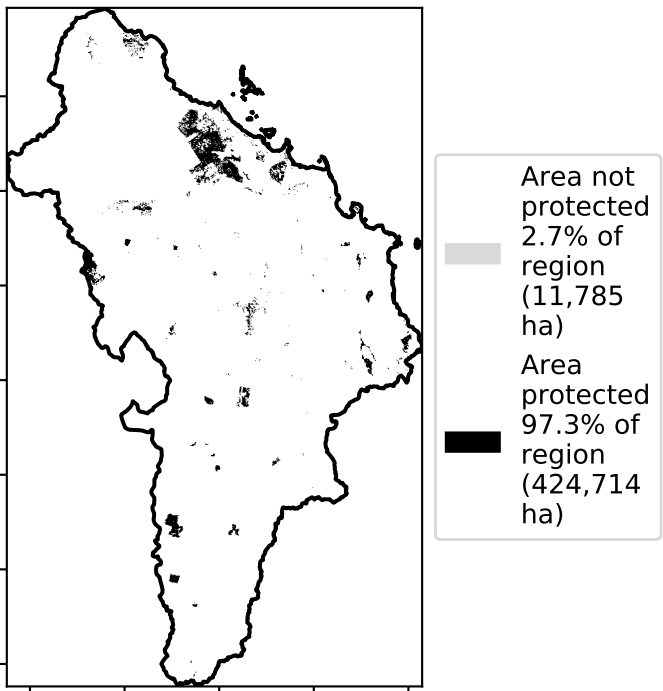 Area not
protected
2.7% of
region
(11,785
ha)
Area
protected
97.3% of
region
(424,714
ha)